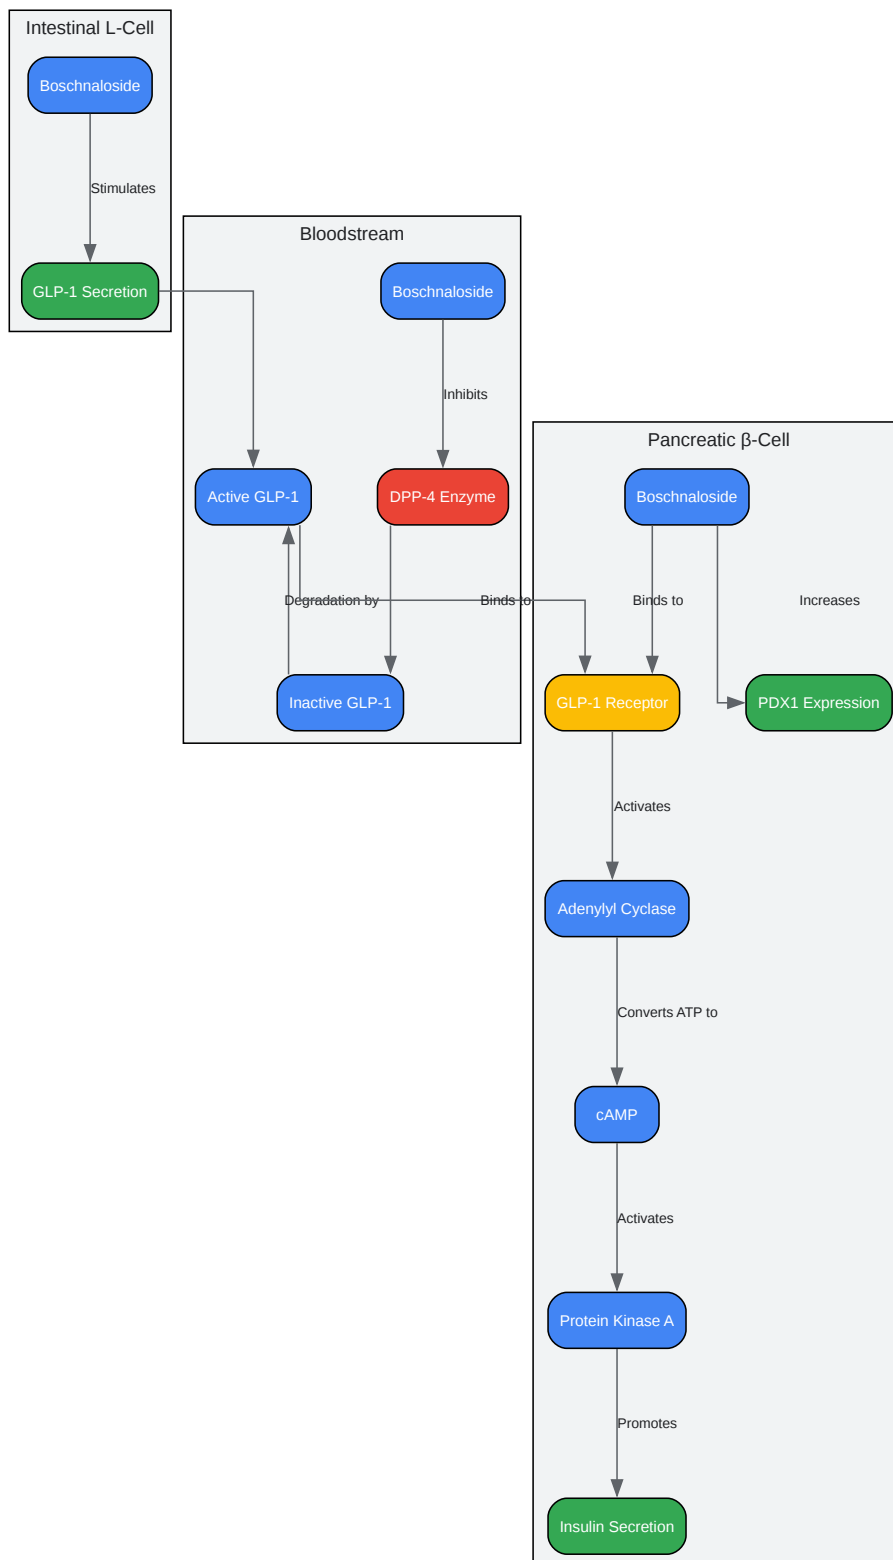 Intestinal L-Cell
Boschnaloside
Stimulates
GLP-1 Secretion
Bloodstream
Boschnaloside
Inhibits
Active GLP-1
DPP-4 Enzyme
Degradation by
Binds to
Inactive GLP-1
Pancreatic β-Cell
Boschnaloside
Binds to
Increases
GLP-1 Receptor
PDX1 Expression
Activates
Adenylyl Cyclase
Converts ATP to
cAMP
Activates
Protein Kinase A
Promotes
Insulin Secretion